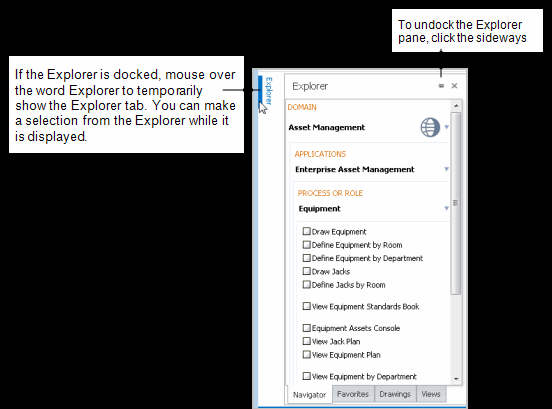 To undock the Explorer
pane, click the sideways
If the Explorer is docked, mouse over
the word Explorer to temporarily
show the Explorer tab. You can make
a selection from the Explorer while it
is displayed.
Explorer
Explorer
DOMAIN
Asset Management
APPLICATIONS
Enterprise Asset Management
PROCESS OR ROLE
Equipment
Draw Equipment
Define Equipment by Room
Define Equipment by Department
Draw Jacks
Define Jacks by Room
View Equipment Standards Book
Equipment Assets Console
View Jack Plan
View Equipment Plan
View Equipment by Department
Navigator Favorites Drawings Views